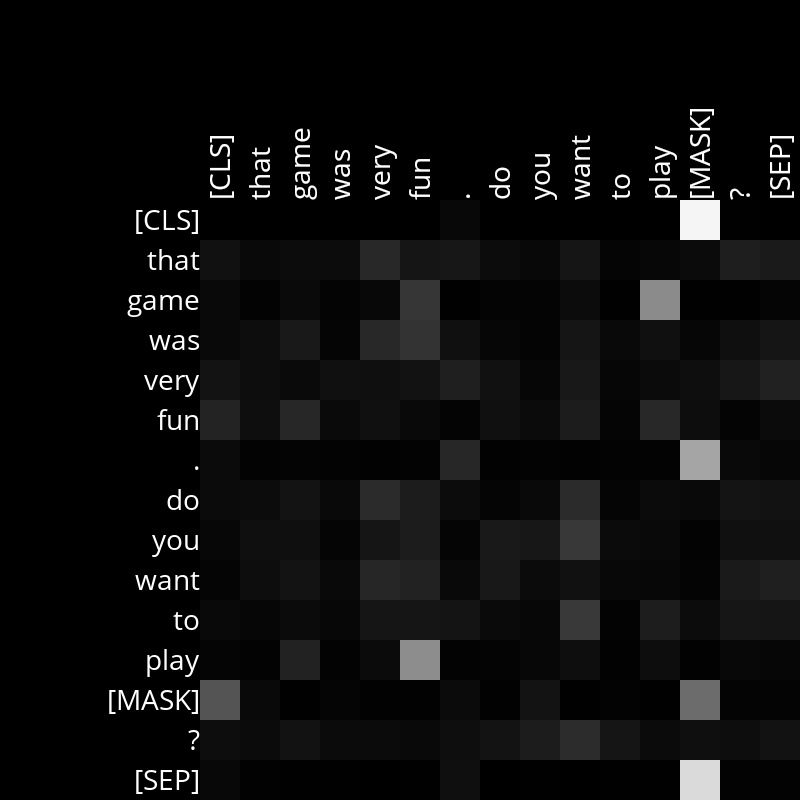 [CLS] that game was very fun . do you want to play [MASK] ? [SEP]
[CLS]
that
game
was
very
fun
.
do
you
want
to
play
[MASK]
?
[SEP]